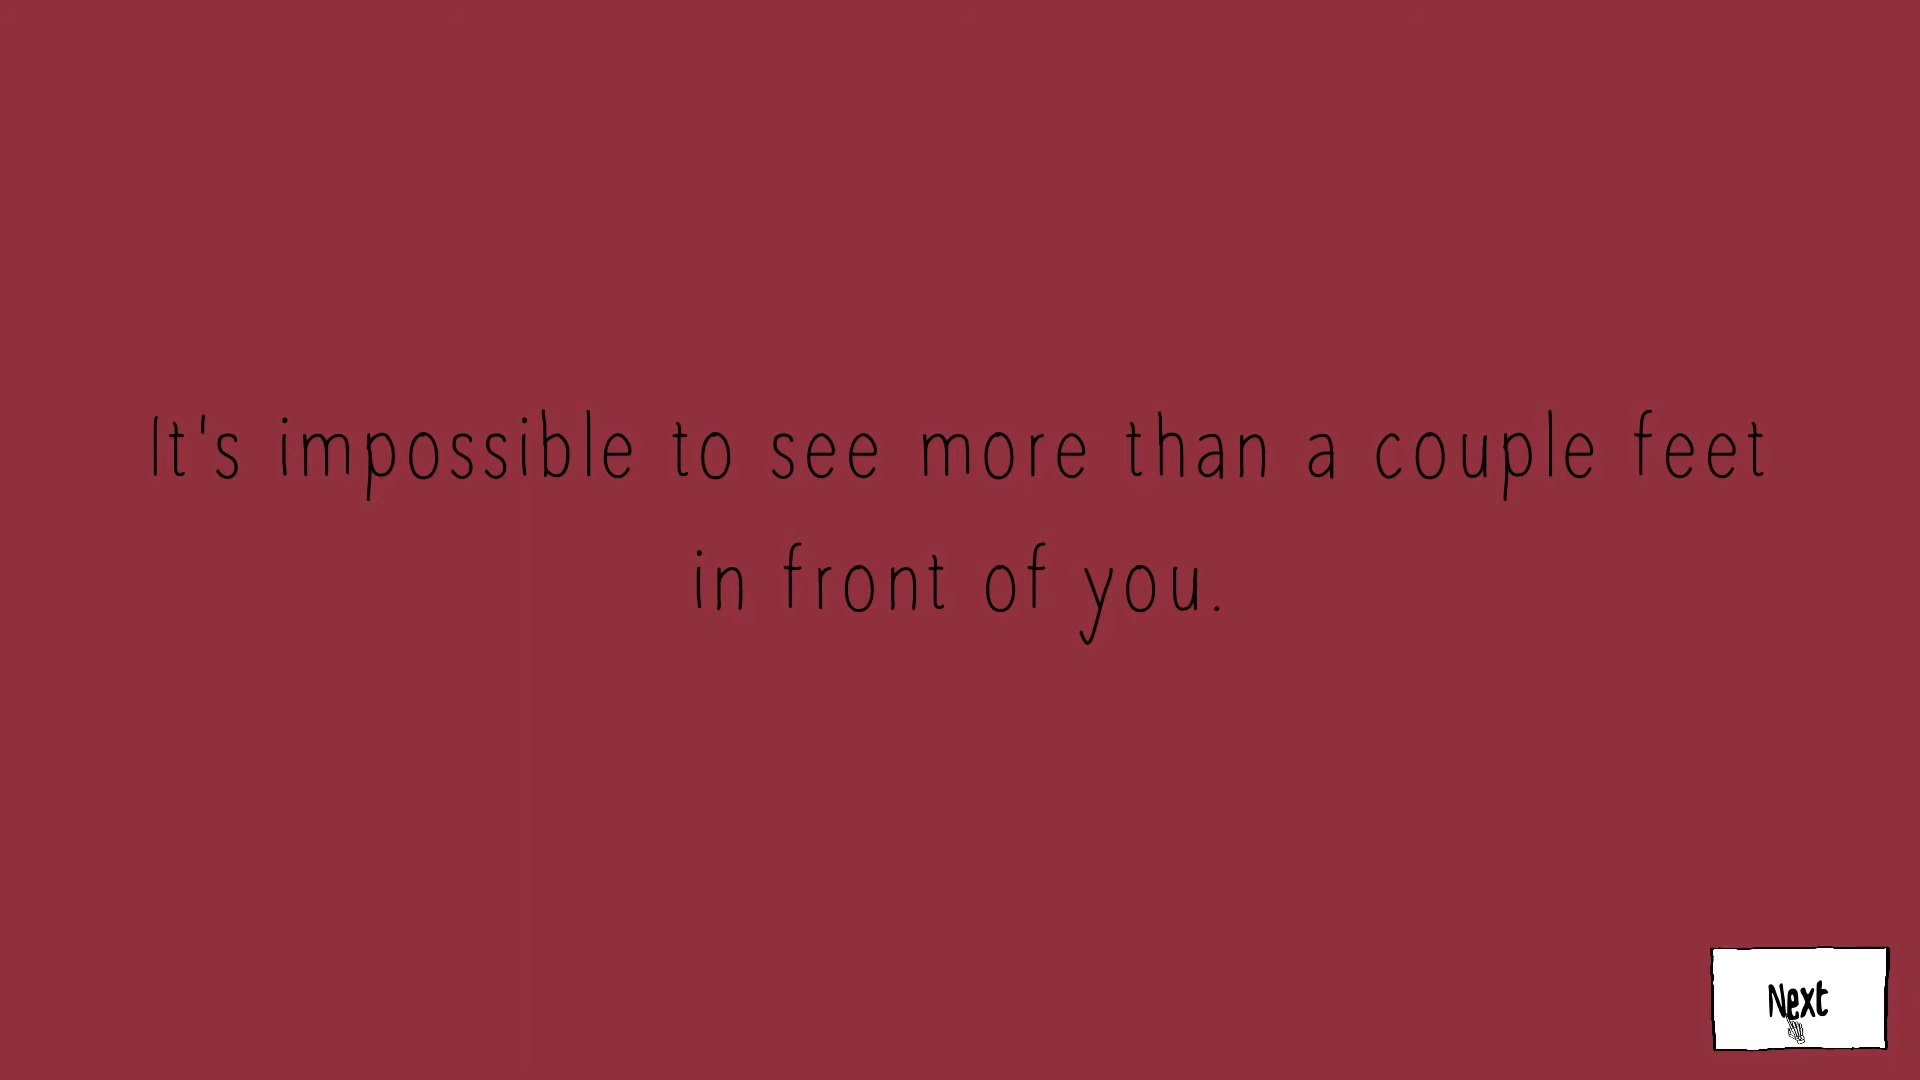 It's impossible to see more than a couple feet
in front of you.
Next